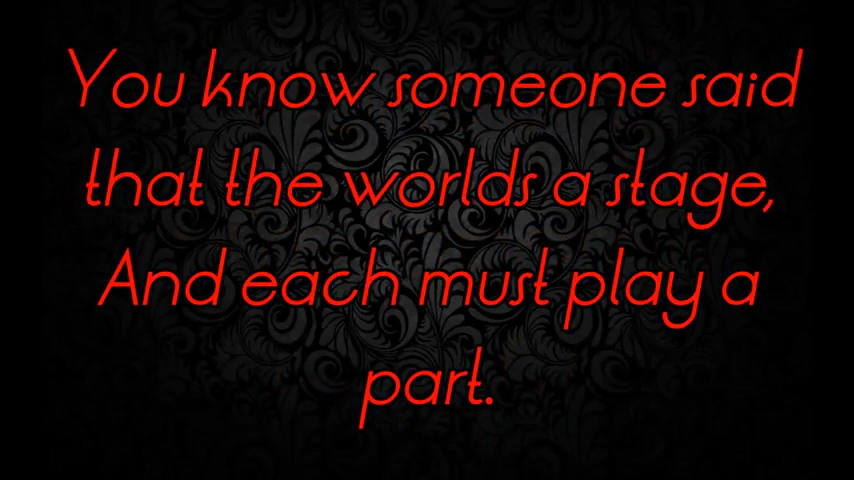 You know someone said
that the worlds a stage,
And each must play a
part.